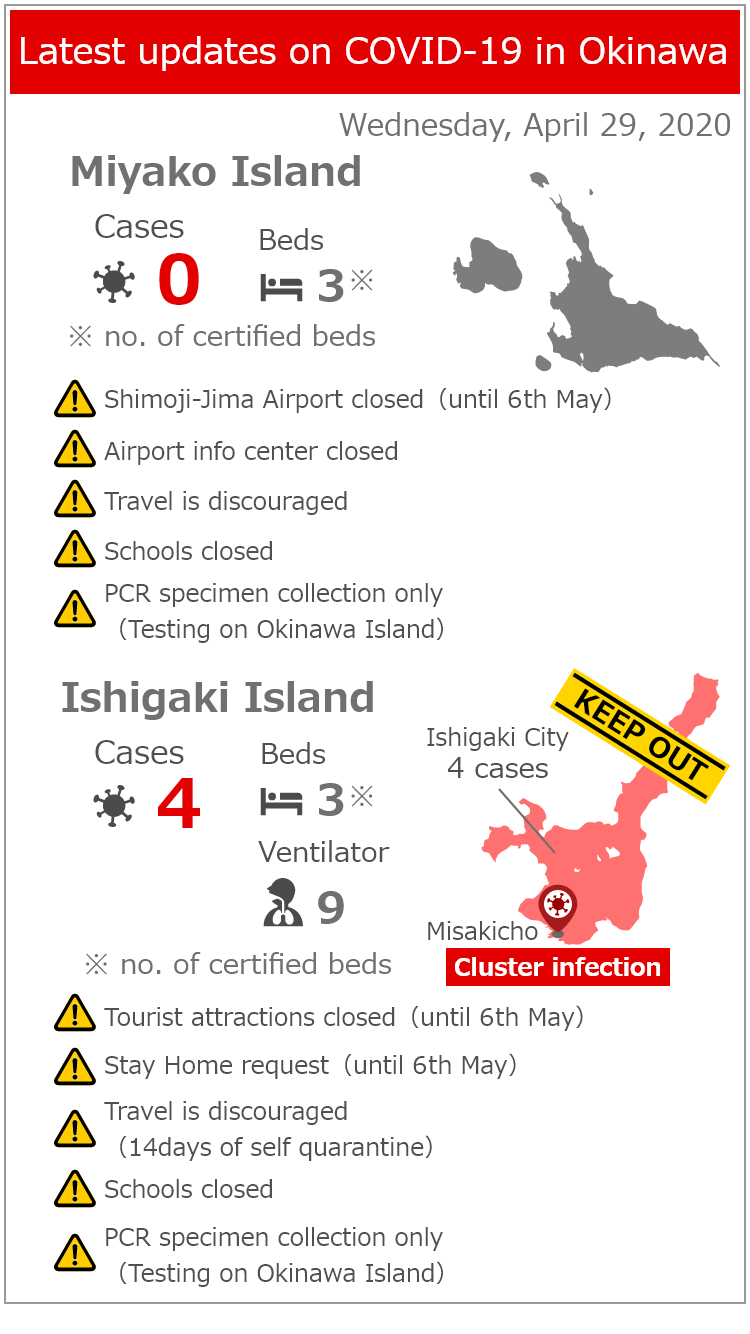 Latest updates on COVID-19 in Okinawa
Wednesday, April 29, 2020
Miyako Island
Cases
0
Beds
3※
※ no. of certified beds
Shimoji-Jima Airport closed（until 6th May）
Airport info center closed
Travel is discouraged
Schools closed
PCR specimen collection only
（Testing on Okinawa Island）
Ishigaki Island
Cases
4
Beds
3※
Ventilator
9
※ no. of certified beds
KEEP OUT
Ishigaki City
4 cases
Misakicho
Cluster infection
Tourist attractions closed（until 6th May）
Stay Home request（until 6th May）
Travel is discouraged
（14days of self quarantine）
Schools closed
PCR specimen collection only
（Testing on Okinawa Island）